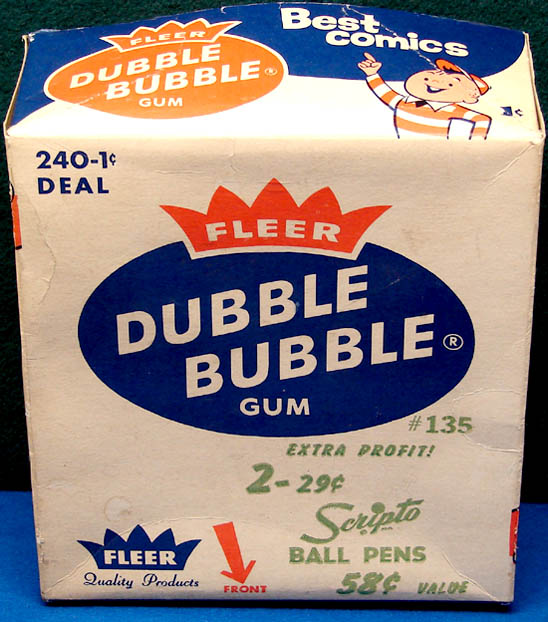 FLEER
DUBBLE
BUBBLE®
GUM
Best
comics
1¢
240-1¢
DEAL
FLEER
DUBBLE
BUBBLE®
GUM
#135
EXTRA PROFIT!
2-29¢
Scripto
BALL PENS
58¢ VALUE
FLEER
Quality Products
FRONT